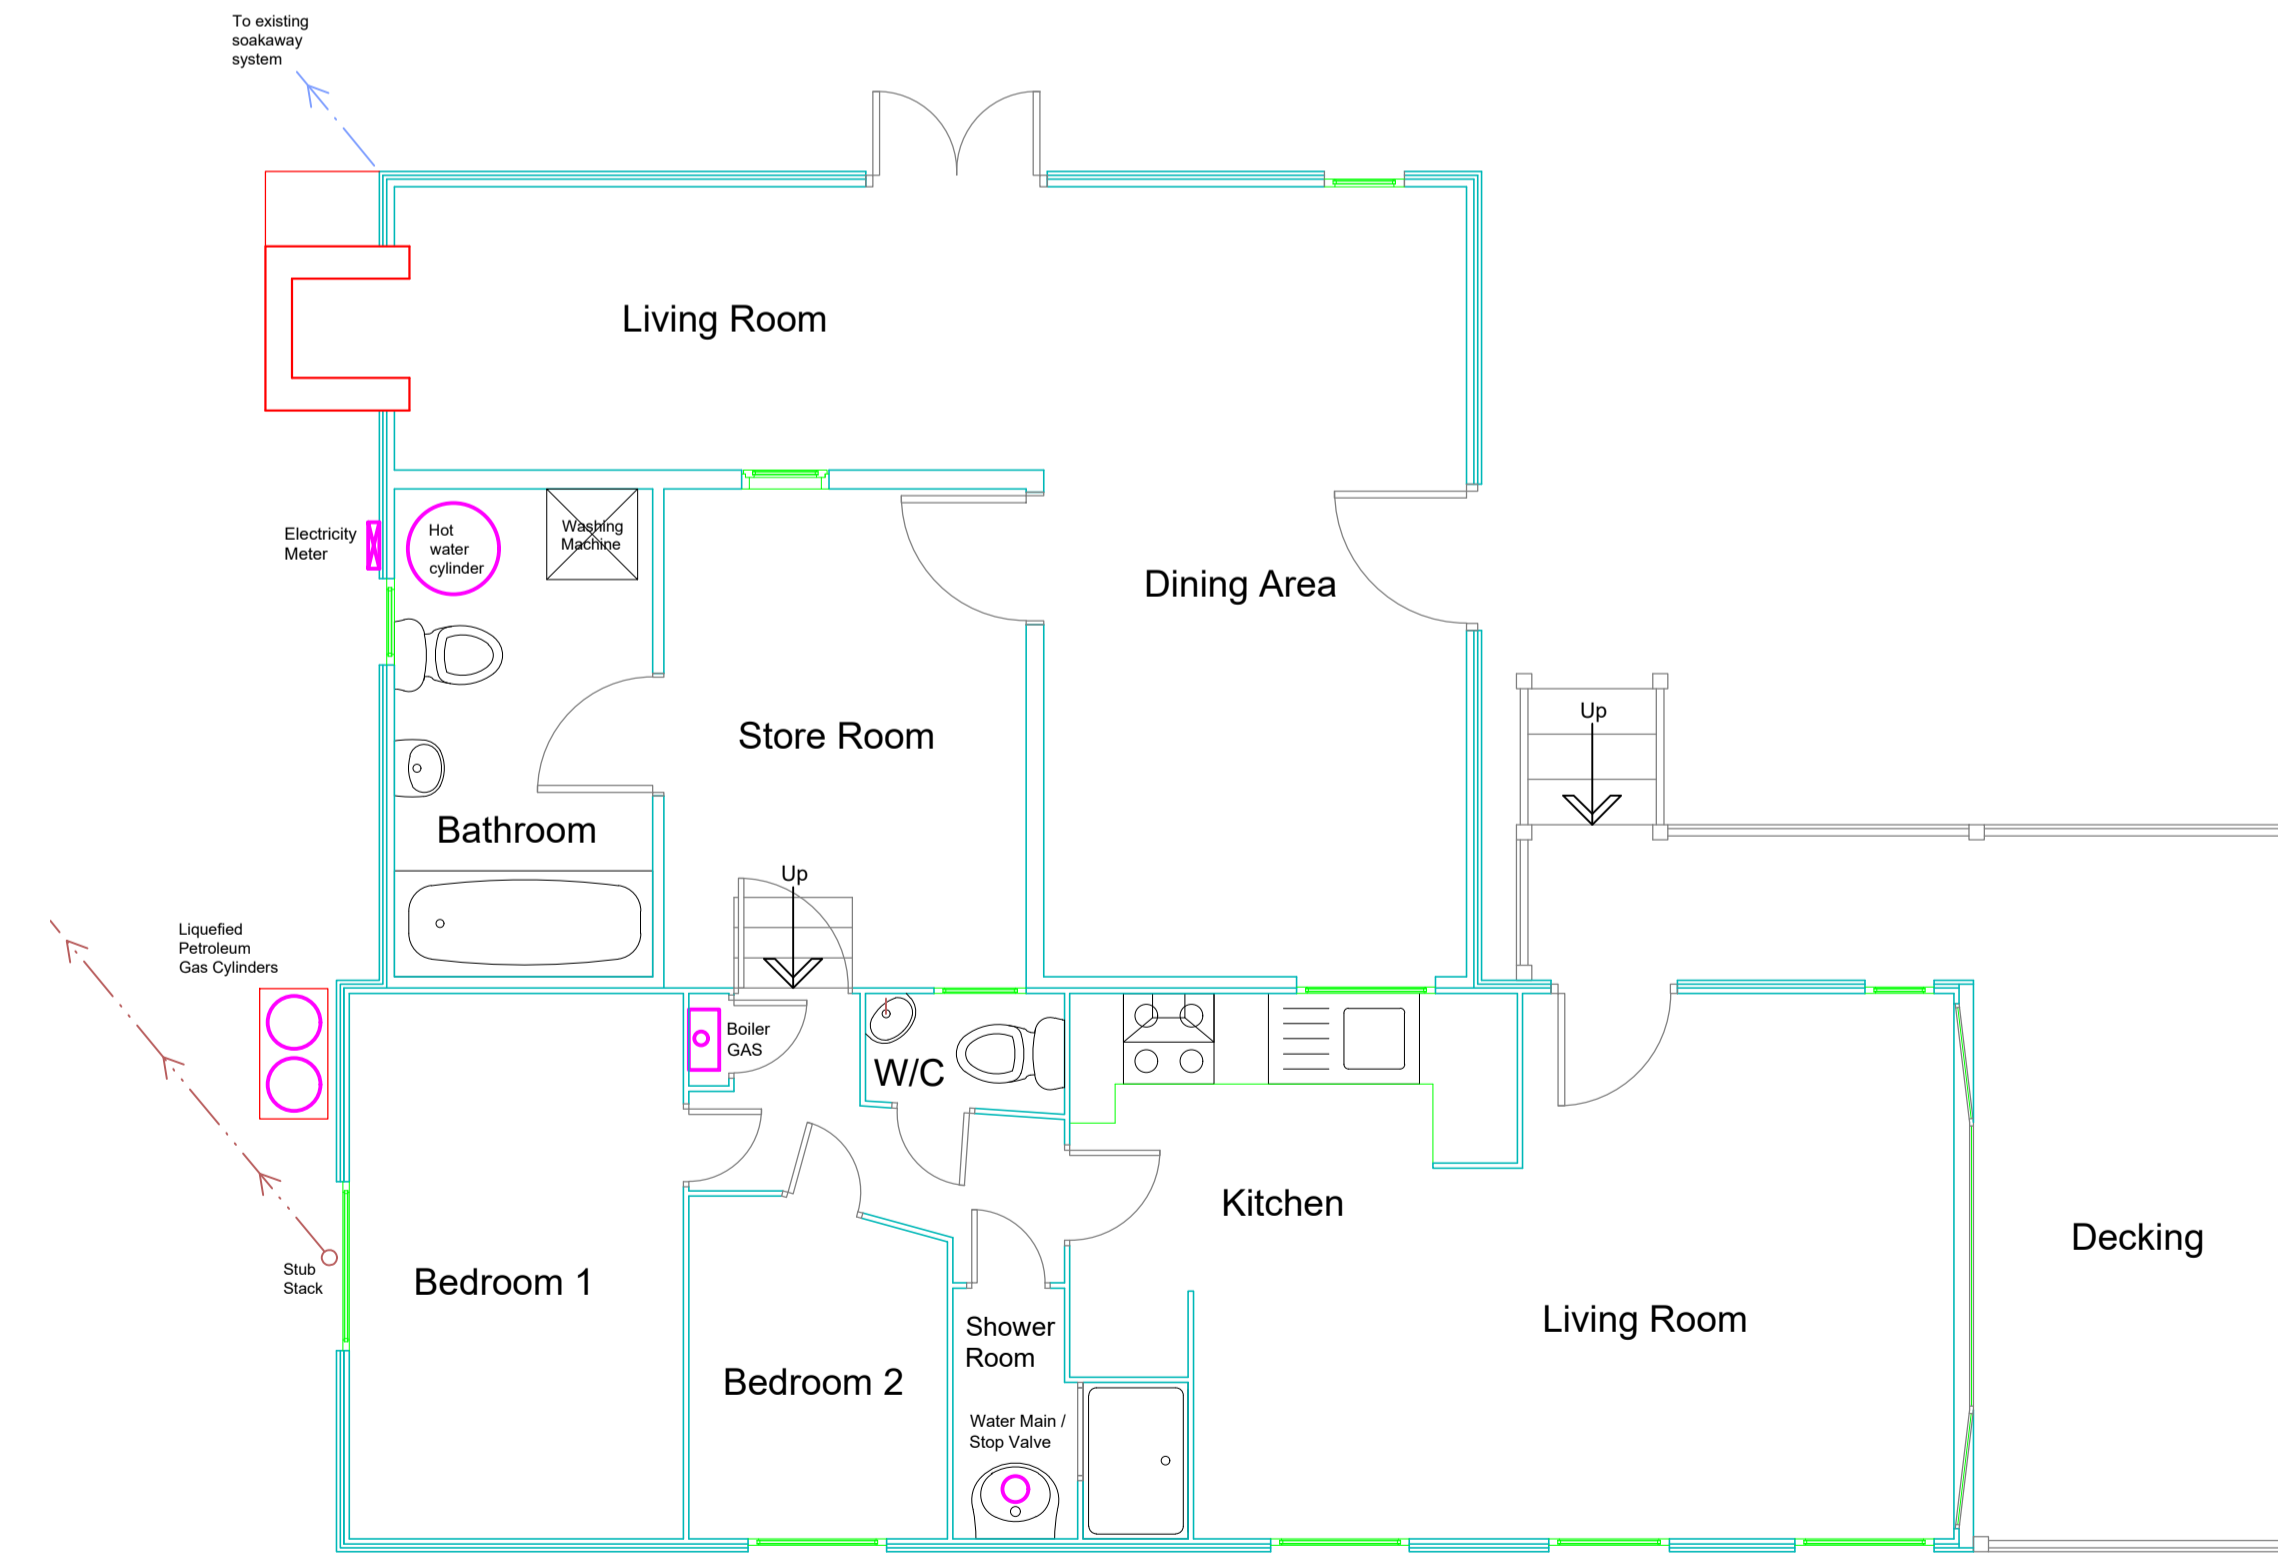 To existing
soakaway
system
Living Room
Electricity
Meter
Hot
water
cylinder
Washing
Machine
Dining Area
Store Room
Up
Bathroom
Up
Liquefied
Petroleum
Gas Cylinders
Boiler
GAS
W/C
Kitchen
Decking
Stub
Stack
Bedroom 1
Living Room
Shower
Room
Bedroom 2
Water Main /
Stop Valve